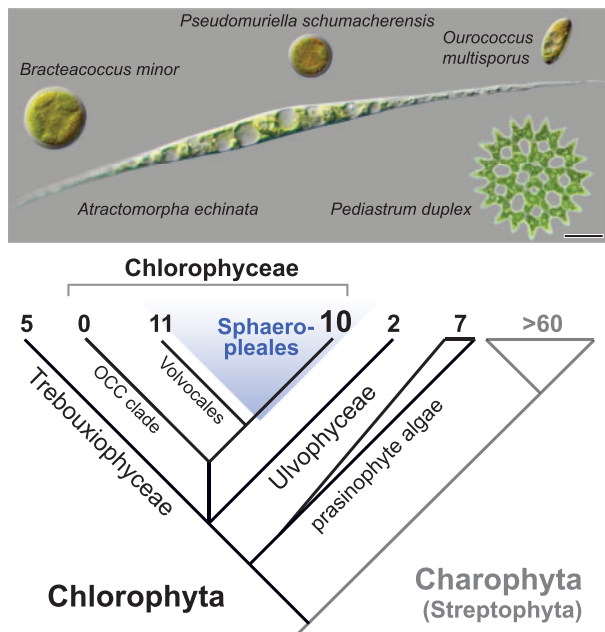 Pseudomuriella schumacherensis
Ourococcus
multisporus
Bracteacoccus minor
Atractomorpha echinata
Pediastrum duplex
Chlorophyceae
5
0
11
Sphaero-
pleales
10
2
7
>60
Trebouxiophyceae
OCC clade
Volvocales
Ulvophyceae
prasinophyte algae
Chlorophyta
Charophyta
(Streptophyta)